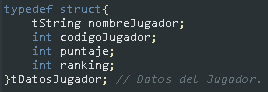 typedef struct{
    tString nombreJugador;
    int codigoJugador;
    int puntaje;
    int ranking;
}tDatosJugador; // Datos del Jugador.